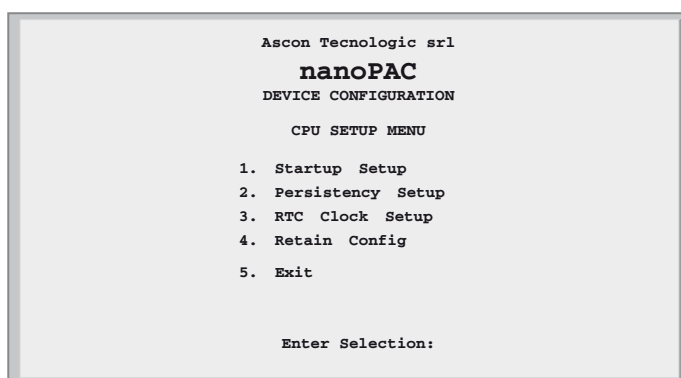 Ascon Tecnologic srl
nanoPAC
DEVICE CONFIGURATION
CPU SETUP MENU
1. Startup Setup
2. Persistency Setup
3. RTC Clock Setup
4. Retain Config
5. Exit
Enter Selection: